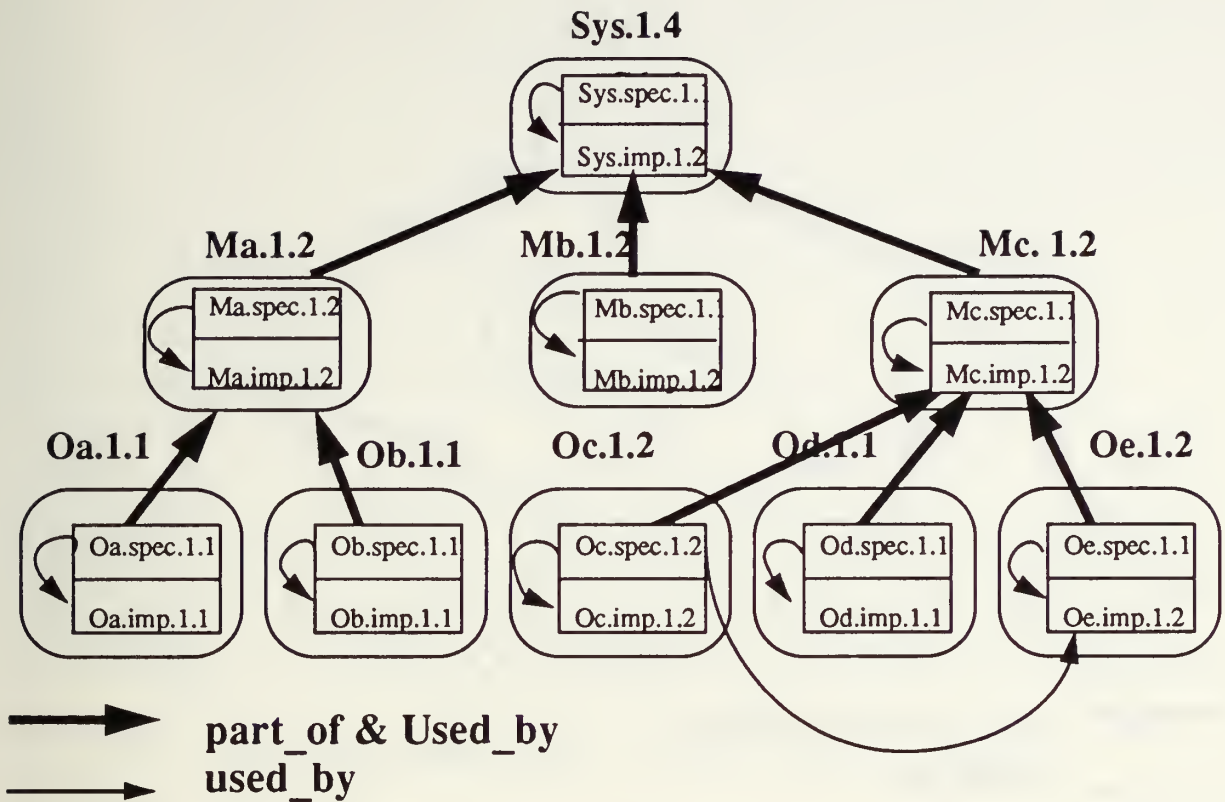 Sys.1.4
Sys.spec.1.1
Sys.imp.1.2
Ma.1.2
Mb.1.2
Mc. 1.2
Ma.spec.1.2
Ma.imp.1.2
Mb.spec.1.1
Mb.imp.1.2
Mc.spec.1.1
Mc.imp.1.2
Oa.1.1
Ob.1.1
Oc.1.2
Od.1.1
Oe.1.2
Oa.spec.1.1
Oa.imp.1.1
Ob.spec.1.1
Ob.imp.1.1
Oc.spec.1.2
Oc.imp.1.2
Od.spec.1.1
Od.imp.1.1
Oe.spec.1.1
Oe.imp.1.2
part_of & Used_by
used_by